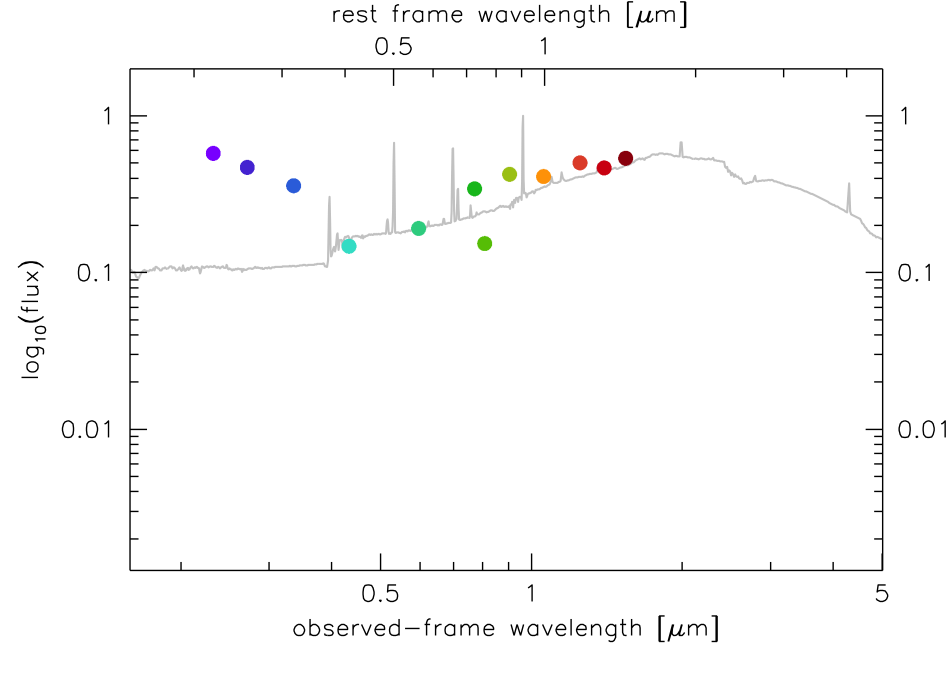 rest frame wavelength [μm]
0.5 1
1 1
0.1 0.1
0.01 0.01
log10(flux)
0.5 1 5
observed-frame wavelength [μm]